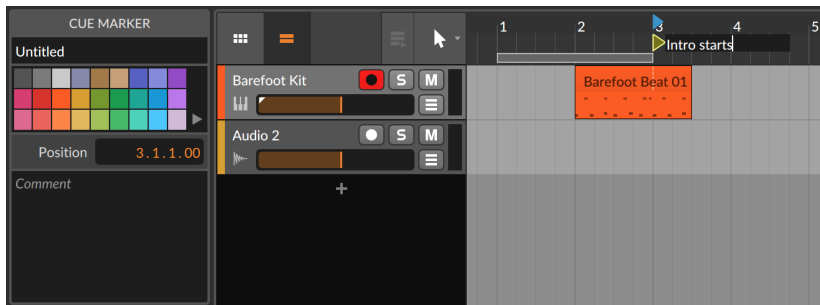 CUE MARKER
Untitled
Position 3.1.1.00
Comment
1 2 3 4 5
Intro starts
Barefoot Kit S M
Barefoot Beat 01
Audio 2 S M
+